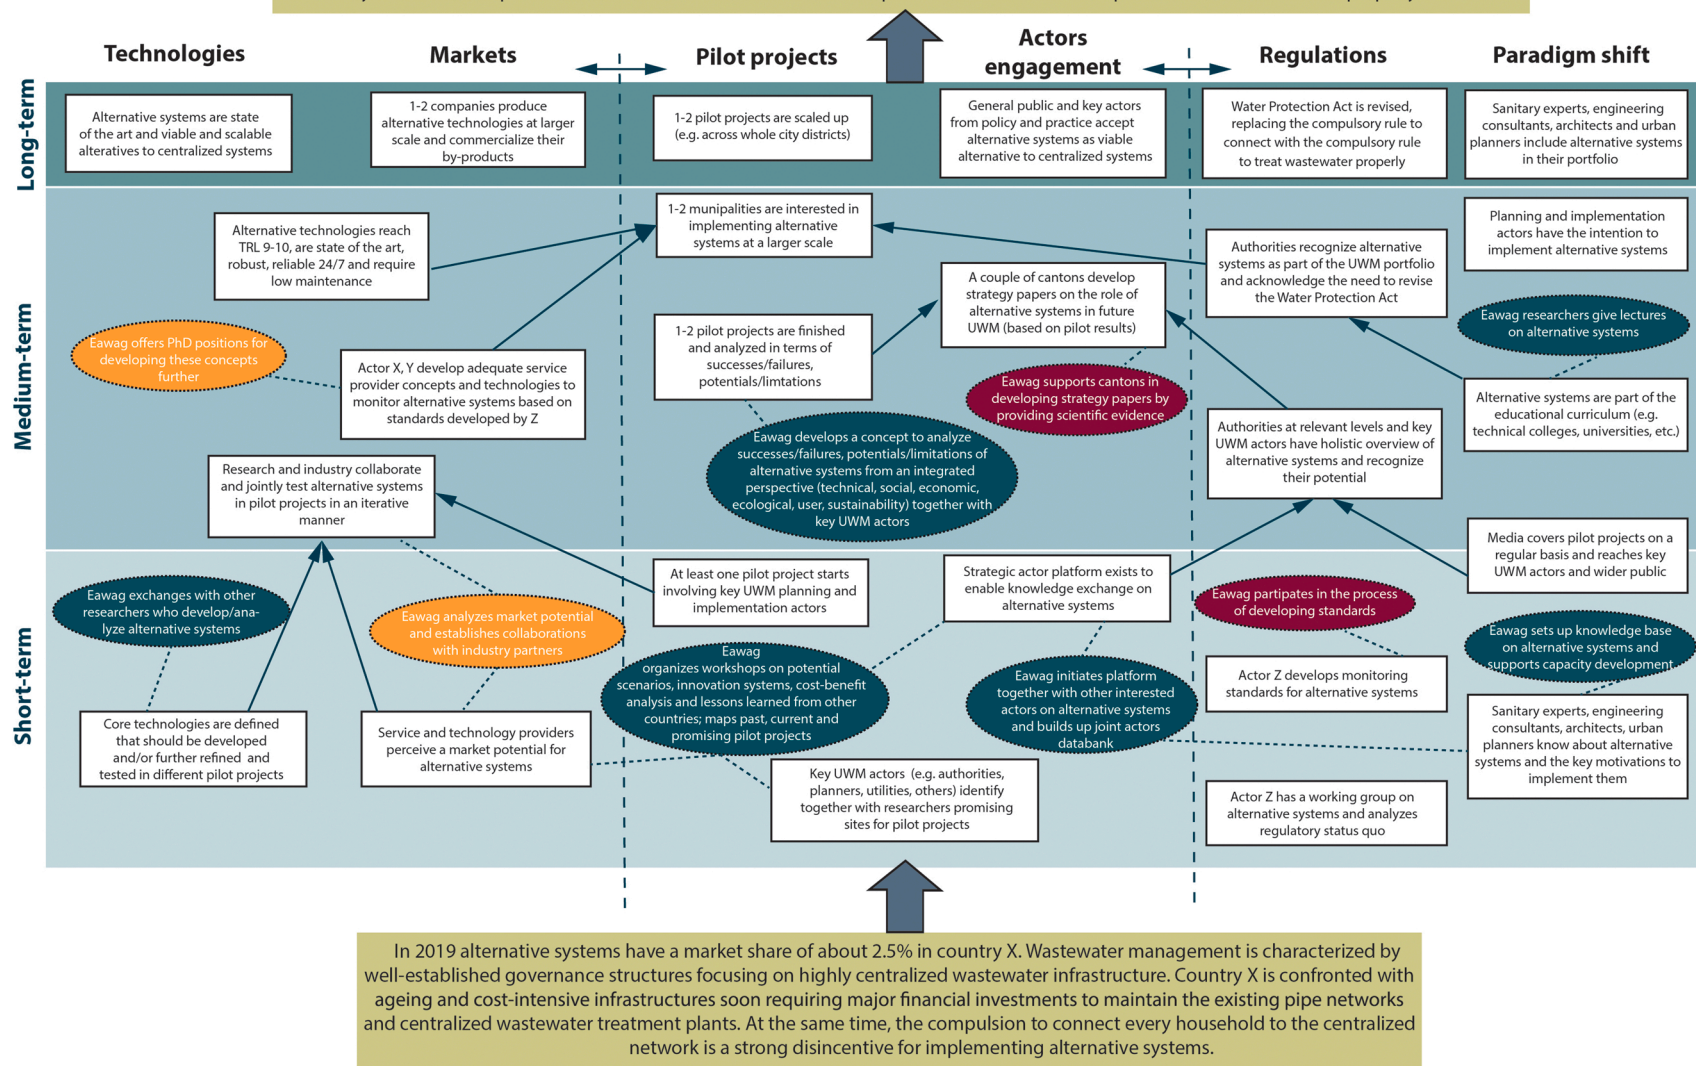 Technologies
Markets
Pilot projects
Actors
engagement
Regulations
Paradigm shift
Long-term
Alternative systems are state
of the art and viable and scalable
alteratives to centralized systems
1-2 companies produce
alternative technologies at larger
scale and commercialize their
by-products
1-2 pilot projects are scaled up
(e.g. across whole city districts)
General public and key actors
from policy and practice accept
alternative systems as viable
alternative to centralized systems
Water Protection Act is revised,
replacing the compulsory rule to
connect with the compulsory rule
to treat wastewater properly
Sanitary experts, engineering
consultants, architects and urban
planners include alternative systems
in their portfolio
Medium-term
Alternative technologies reach
TRL 9-10, are state of the art,
robust, reliable 24/7 and require
low maintenance
1-2 munipalities are interested in
implementing alternative
systems at a larger scale
Authorities recognize alternative
systems as part of the UWM portfolio
and acknowledge the need to revise
the Water Protection Act
Planning and implementation
actors have the intention to
implement alternative systems
A couple of cantons develop
strategy papers on the role of
alternative systems in future
UWM (based on pilot results)
Eawag researchers give lectures
on alternative systems
Eawag offers PhD positions for
developing these concepts
further
Actor X, Y develop adequate service
provider concepts and technologies to
monitor alternative systems based on
standards developed by Z
1-2 pilot projects are finished
and analyzed in terms of
successes/failures,
potentials/limtations
Eawag supports cantons in
developing strategy papers by
providing scientific evidence
Alternative systems are part of the
educational curriculum (e.g.
technical colleges, universities, etc.)
Eawag develops a concept to analyze
successes/failures, potentials/limitations of
alternative systems from an integrated
perspective (technical, social, economic,
ecological, user, sustainability) together with
key UWM actors
Authorities at relevant levels and key
UWM actors have holistic overview of
alternative systems and recognize
their potential
Research and industry collaborate
and jointly test alternative systems
in pilot projects in an iterative
manner
Media covers pilot projects on a
regular basis and reaches key
UWM actors and wider public
Short-term
Eawag exchanges with other
researchers who develop/ana-
lyze alternative systems
Eawag analyzes market potential
and establishes collaborations
with industry partners
At least one pilot project starts
involving key UWM planning and
implementation actors
Strategic actor platform exists to
enable knowledge exchange on
alternative systems
Eawag partipates in the process
of developing standards
Eawag sets up knowledge base
on alternative systems and
supports capacity development
Eawag
organizes workshops on potential
scenarios, innovation systems, cost-benefit
analysis and lessons learned from other
countries; maps past, current and
promising pilot projects
Eawag initiates platform
together with other interested
actors on alternative systems
and builds up joint actors
databank
Actor Z develops monitoring
standards for alternative systems
Core technologies are defined
that should be developed
and/or further refined and
tested in different pilot projects
Service and technology providers
perceive a market potential for
alternative systems
Sanitary experts, engineering
consultants, architects, urban
planners know about alternative
systems and the key motivations to
implement them
Key UWM actors (e.g. authorities,
planners, utilities, others) identify
together with researchers promising
sites for pilot projects
Actor Z has a working group on
alternative systems and analyzes
regulatory status quo
In 2019 alternative systems have a market share of about 2.5% in country X. Wastewater management is characterized by
well-established governance structures focusing on highly centralized wastewater infrastructure. Country X is confronted with
ageing and cost-intensive infrastructures soon requiring major financial investments to maintain the existing pipe networks
and centralized wastewater treatment plants. At the same time, the compulsion to connect every household to the centralized
network is a strong disincentive for implementing alternative systems.